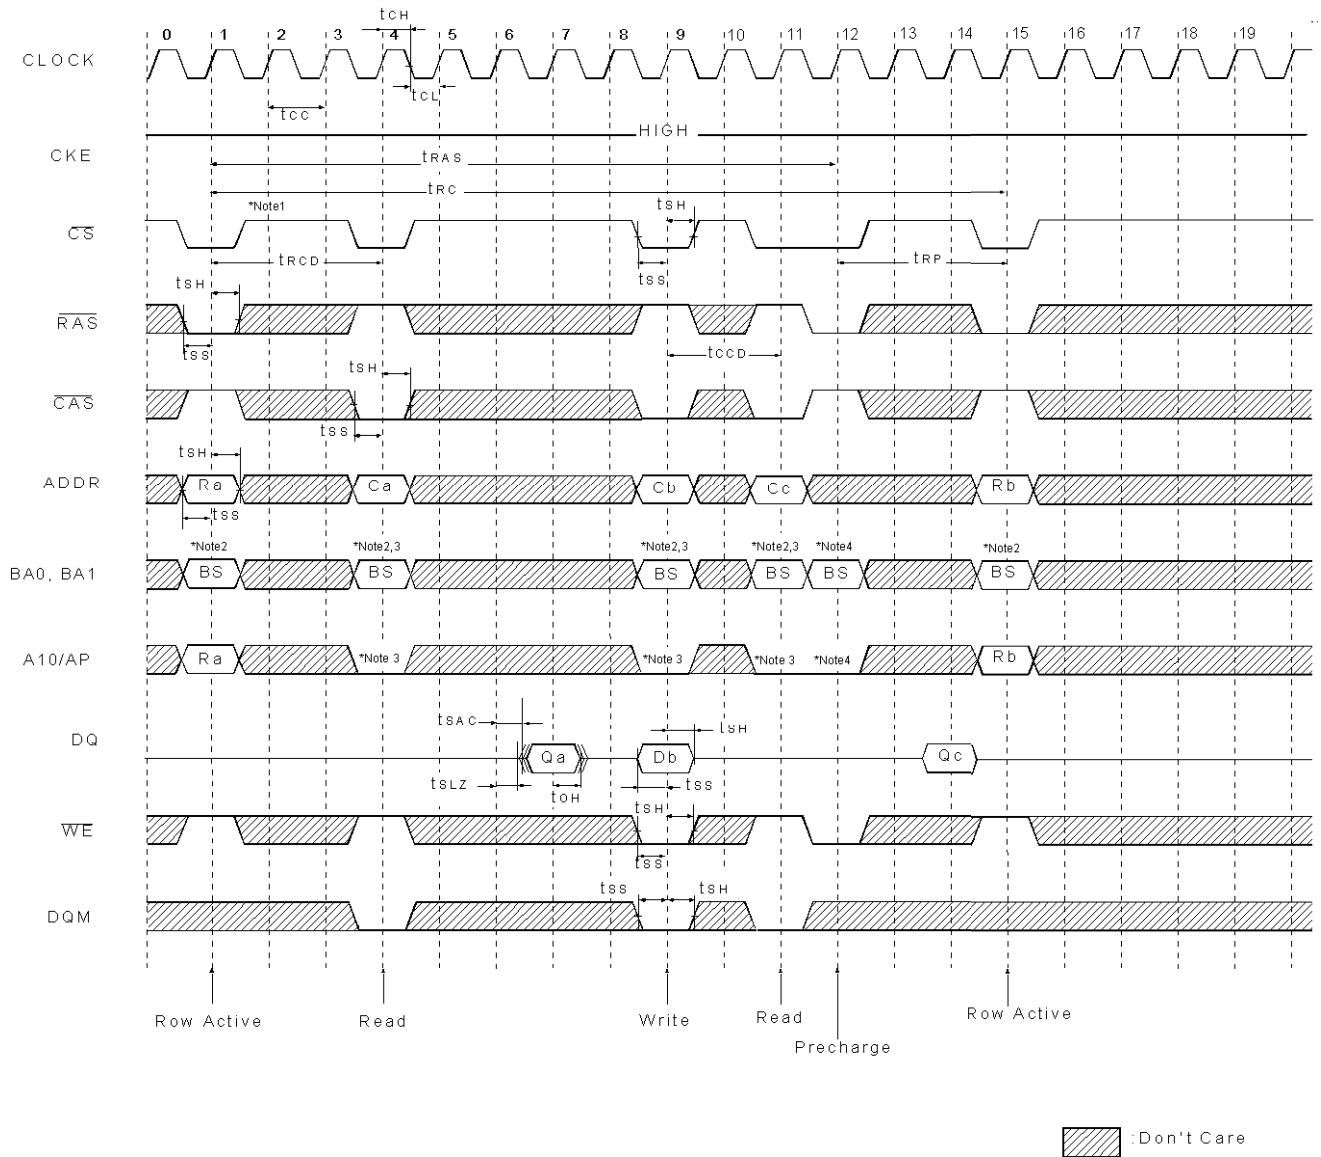 tCH
0 1 2 3 4 5 6 7 8 9 10 11 12 13 14 15 16 17 18 19
CLOCK
tCL
tCC
HIGH
CKE
tRAS
tRC
*Note1
tSH
CS
tRCD
tSS
tRP
tSH
RAS
tSS
tCCD
tSH
CAS
tSS
tSH
ADDR
Ra Ca Cb Cc Rb
tSS
*Note2 *Note2,3 *Note2,3 *Note2,3 *Note4 *Note2
BA0, BA1
BS BS BS BS BS BS
A10/AP
Ra *Note 3 *Note 3 *Note 3 *Note4 Rb
tSAC
tSH
DQ
Qa Db Qc
tSLZ
tOH
tSS
tSH
WE
tSS
tSS
tSH
DQM
Row Active Read Write Read Row Active
Precharge
:Don't Care